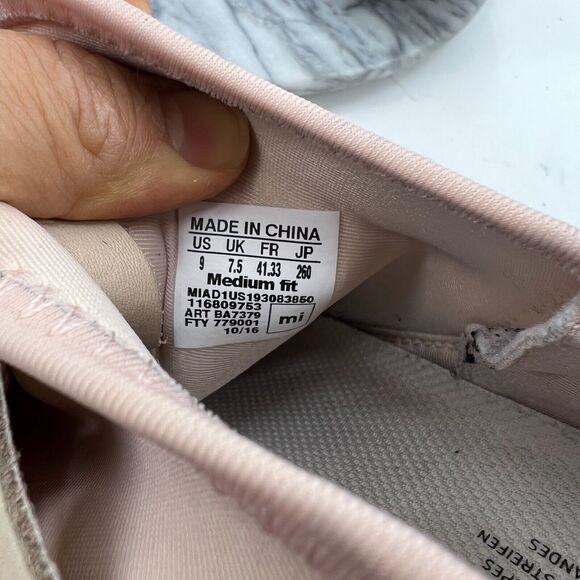 MADE IN CHINA
US UK FR JP
9 7.5 41.33 260
Medium fit
MIAD1US193083850
116809753
ART BA7379
FTY 779001
10/16
mi
STREIFEN